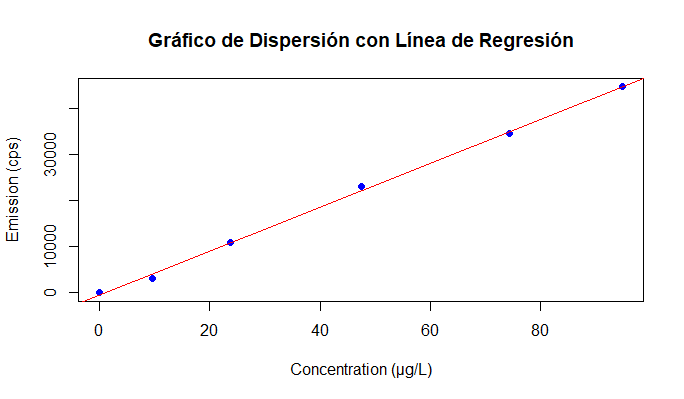 Gráfico de Dispersión con Línea de Regresión
Emission (cps)
30000
10000
0
0 20 40 60 80
Concentration (µg/L)